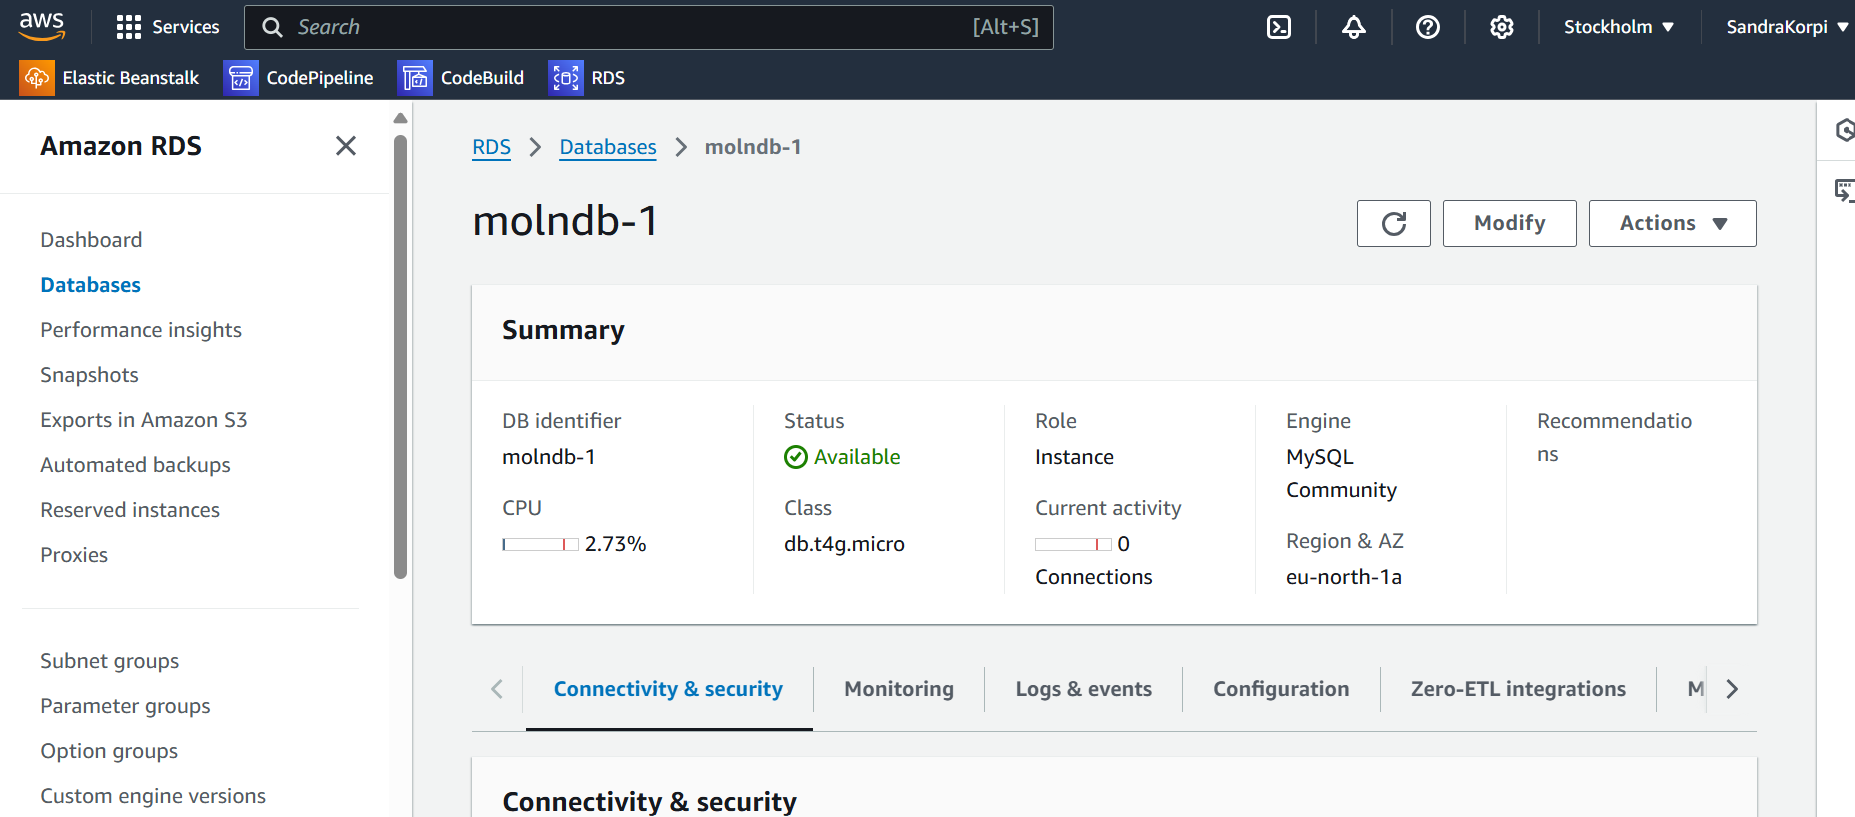 aws Services Search [Alt+S] Stockholm SandraKorpi
Elastic Beanstalk CodePipeline CodeBuild RDS
Amazon RDS
Dashboard
Databases
Performance insights
Snapshots
Exports in Amazon S3
Automated backups
Reserved instances
Proxies
Subnet groups
Parameter groups
Option groups
Custom engine versions
RDS Databases molndb-1
molndb-1
Modify Actions
Summary
DB identifier
molndb-1
CPU
2.73%
Status
Available
Class
db.t4g.micro
Role
Instance
Current activity
0
Connections
Engine
MySQL
Community
Region & AZ
eu-north-1a
Recommendatio
ns
Connectivity & security Monitoring Logs & events Configuration Zero-ETL integrations M
Connectivity & security